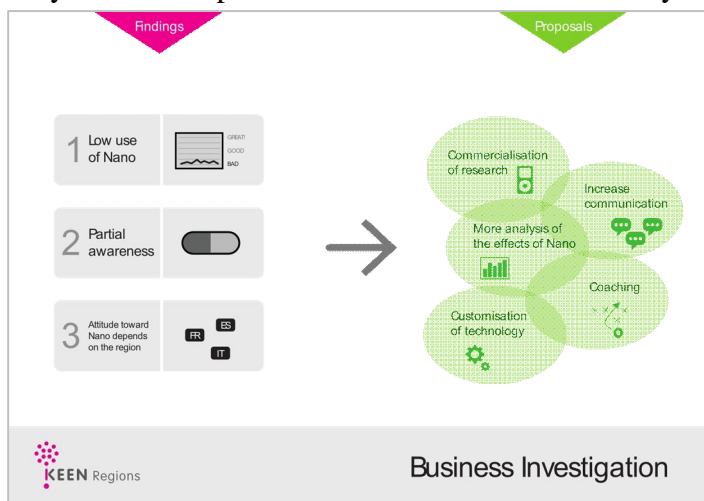 Findings
Proposals
1
Low use
of Nano
GREAT!
GOOD
BAD
2
Partial
awareness
3
Attitude toward
Nano depends
on the region
FR
ES
IT
Commercialisation
of research
Increase
communication
More analysis of
the effects of Nano
Coaching
Customisation
of technology
KEEN Regions
Business Investigation